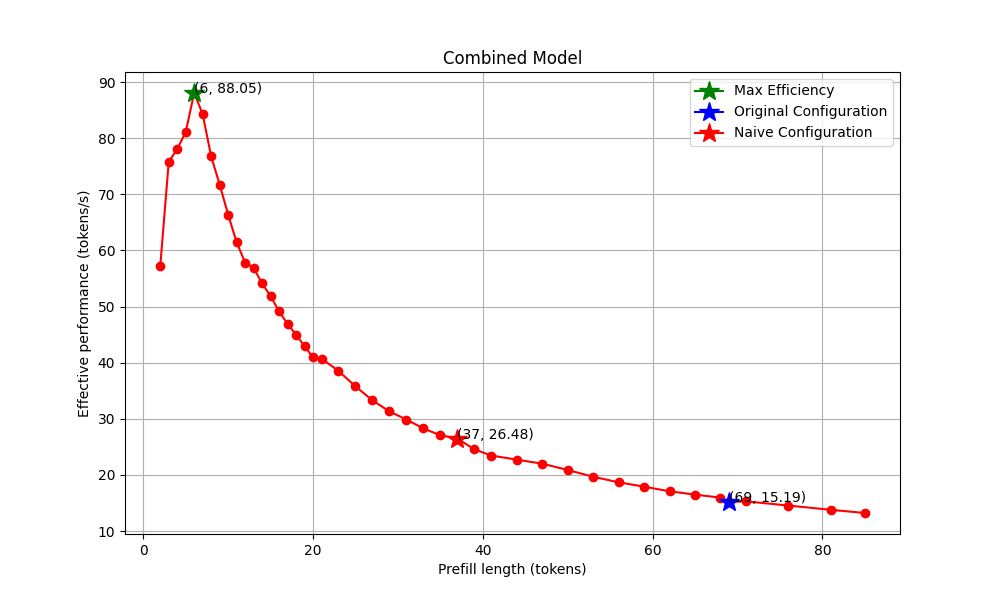 Combined Model
Effective performance (tokens/s)
90
80
70
60
50
40
30
20
10
(6, 88.05)
(37, 26.48)
(69, 15.19)
Max Efficiency
Original Configuration
Naive Configuration
0
20
40
60
80
Prefill length (tokens)